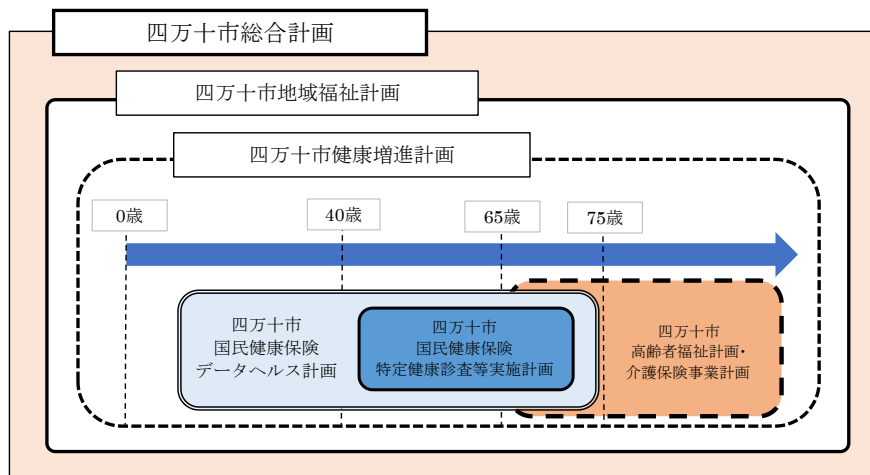 四万十市総合計画
四万十市地域福祉計画
四万十市健康増進計画
0歳
40歳
65歳
75歳
四万十市
国民健康保険
データヘルス計画
四万十市
国民健康保険
特定健康診査等実施計画
四万十市
高齢者福祉計画・
介護保険事業計画